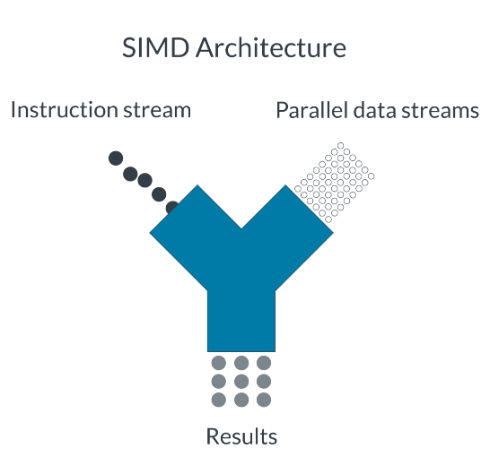 SIMD Architecture
Instruction stream
Parallel data streams
Results